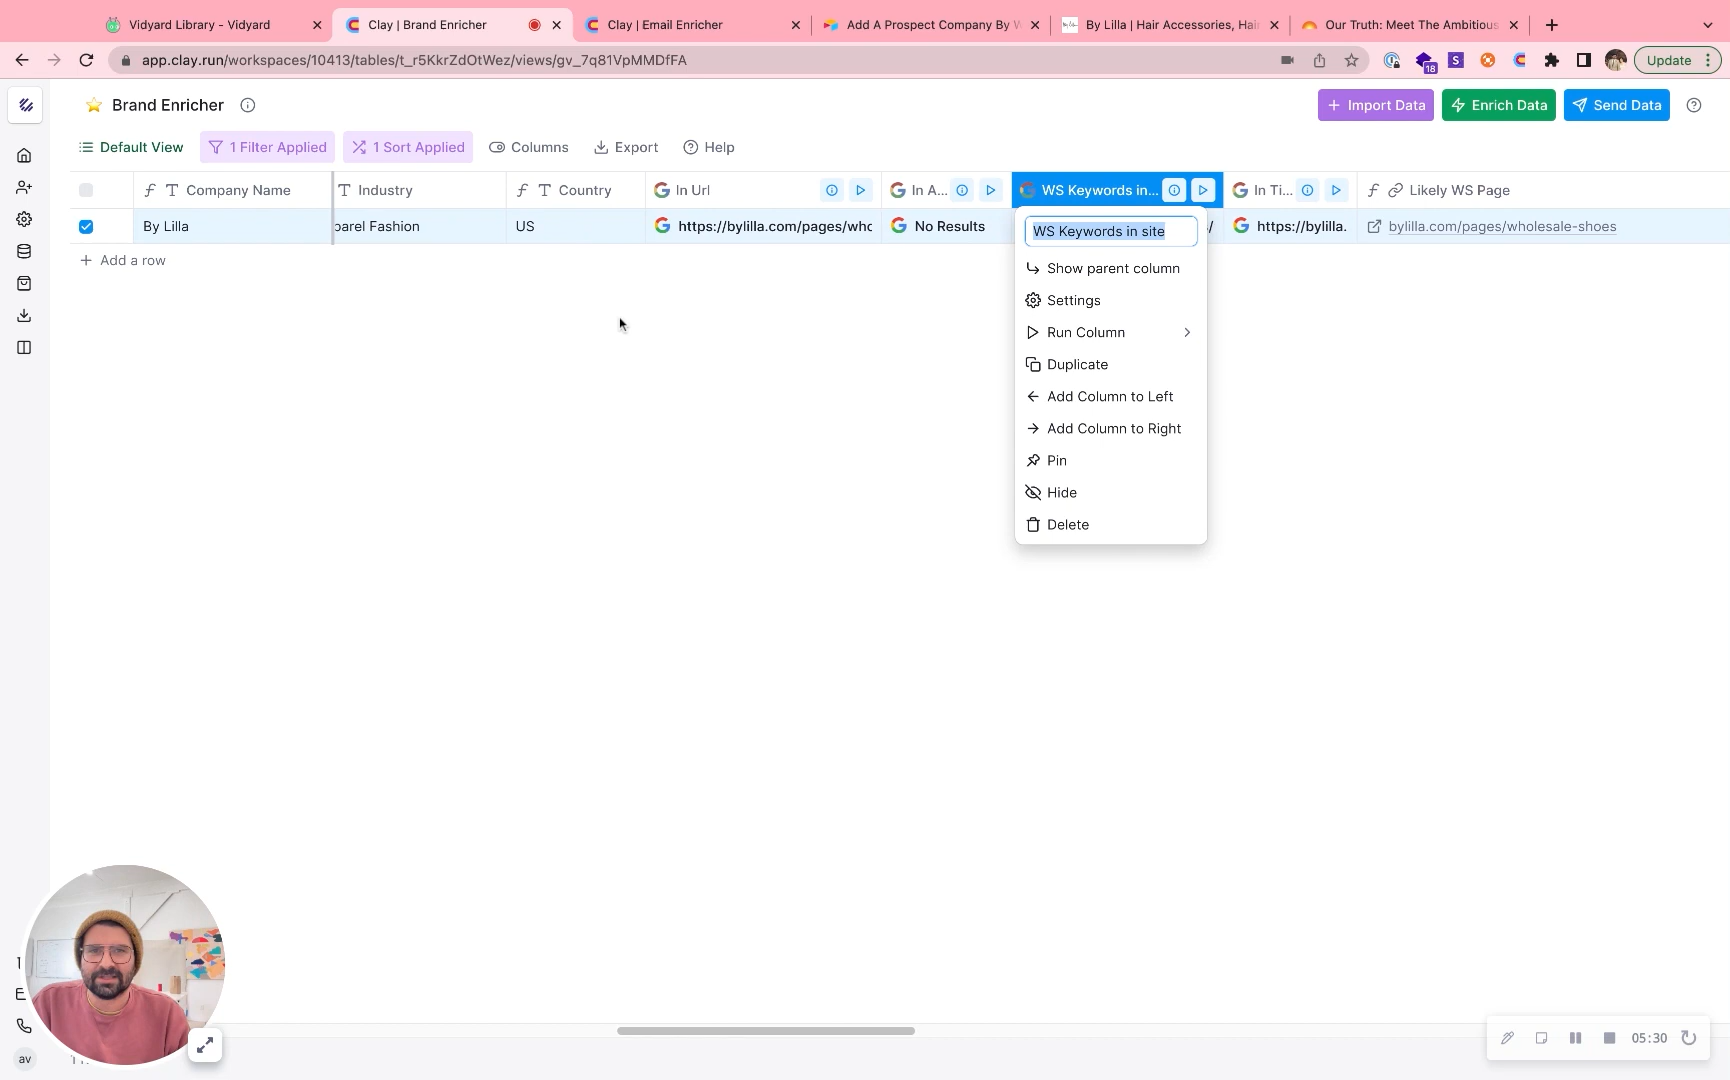 Vidyard Library - Vidyard
Clay | Brand Enricher
Clay | Email Enricher
Add A Prospect Company By W
By Lilla | Hair Accessories, Hai
Our Truth: Meet The Ambitious
app.clay.run/workspaces/10413/tables/t_r5KkrZdOtWez/views/gv_7q81VpMMDfFA
18
S
Update
Brand Enricher
Import Data
Enrich Data
Send Data
Default View
1 Filter Applied
1 Sort Applied
Columns
Export
Help
Company Name
Industry
Country
In Url
In A...
WS Keywords in...
In Ti...
Likely WS Page
By Lilla
parel Fashion
US
https://bylilla.com/pages/who
No Results
/
https://bylilla.
bylilla.com/pages/wholesale-shoes
Add a row
WS Keywords in site
Show parent column
Settings
Run Column
Duplicate
Add Column to Left
Add Column to Right
Pin
Hide
Delete
av
05:30